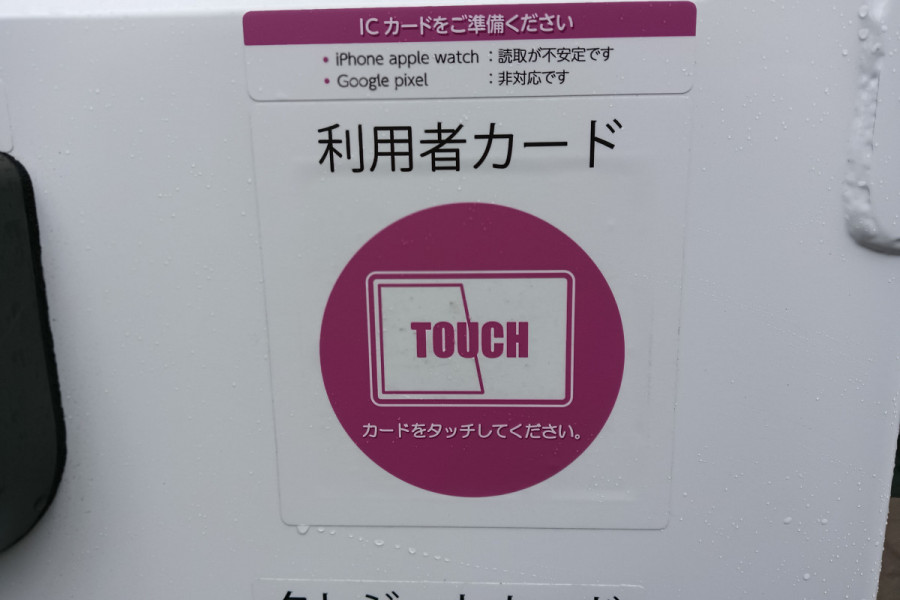 ICカードをご準備ください
• iPhone apple watch ：読取が不安定です
• Google pixel ：非対応です
利用者カード
TOUCH
カードをタッチしてください。